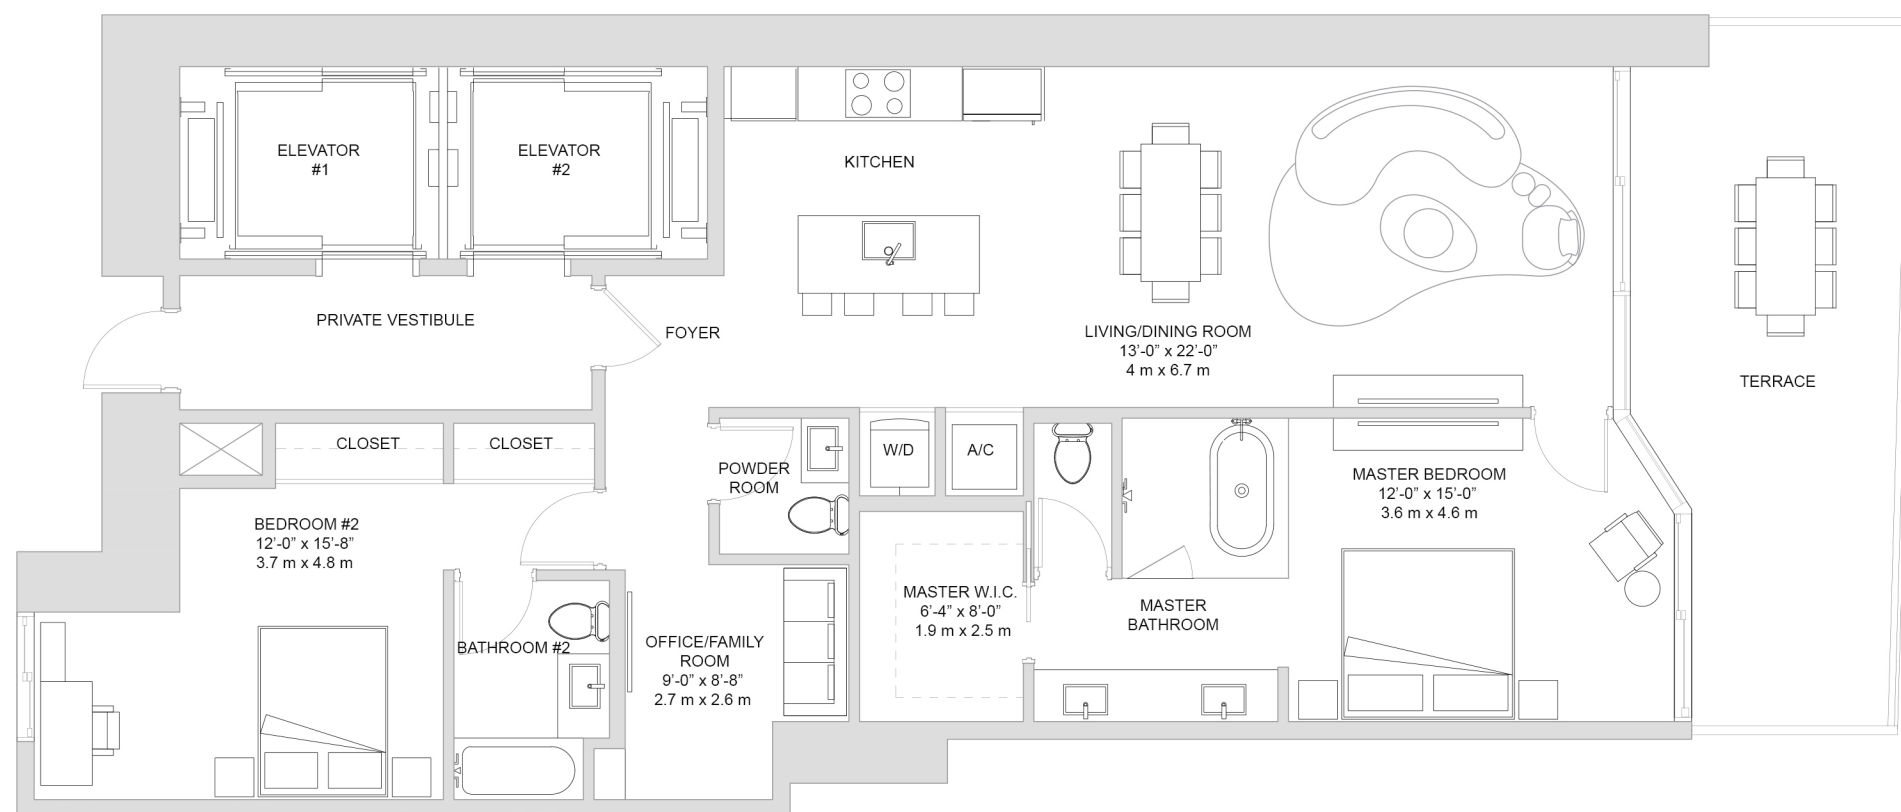 ELEVATOR
#1
ELEVATOR
#2
KITCHEN
PRIVATE VESTIBULE
FOYER
LIVING/DINING ROOM
13'-0” x 22'-0”
4 m x 6.7 m
TERRACE
CLOSET
CLOSET
POWDER
ROOM
W/D
A/C
MASTER BEDROOM
12'-0” x 15'-0”
3.6 m x 4.6 m
BEDROOM #2
12'-0” x 15'-8”
3.7 m x 4.8 m
MASTER W.I.C.
6'-4” x 8'-0”
1.9 m x 2.5 m
MASTER
BATHROOM
BATHROOM #2
OFFICE/FAMILY
ROOM
9'-0” x 8'-8”
2.7 m x 2.6 m